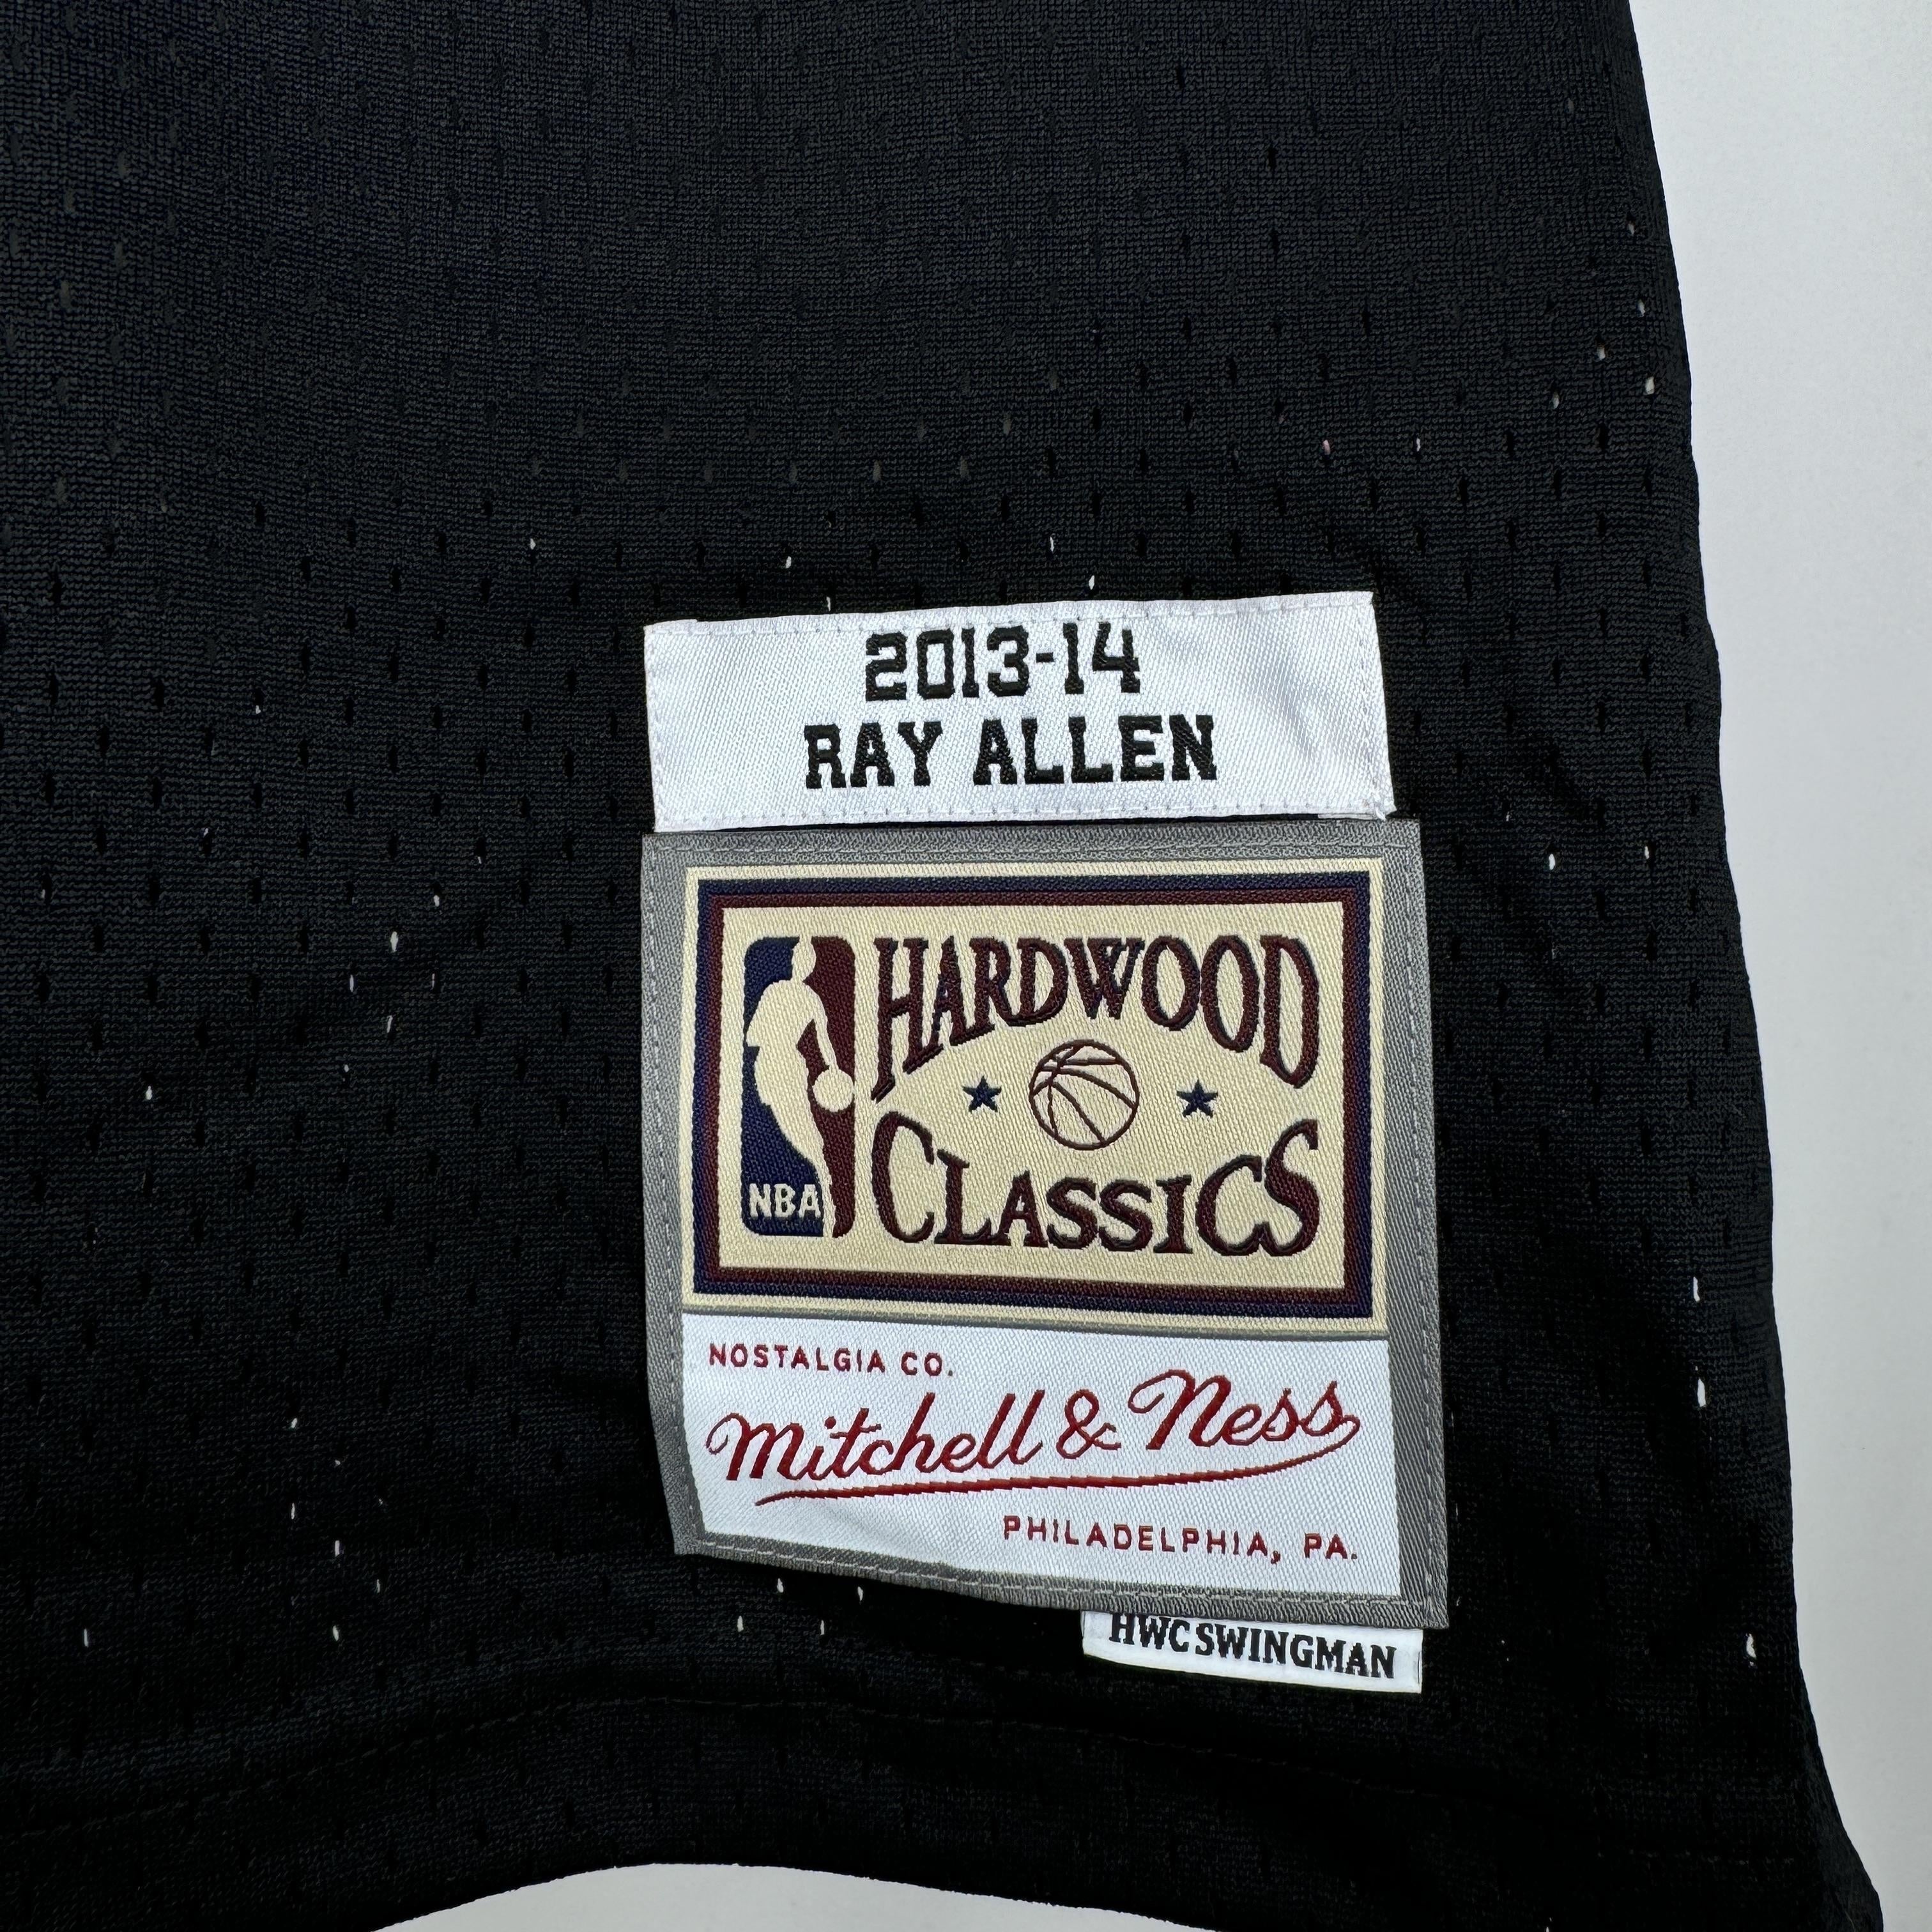 2013-14
RAY ALLEN
HARDWOOD
CLASSICS
NBA
NOSTALGIA CO.
Mitchell & Ness
PHILADELPHIA, PA.
HWC SWINGMAN